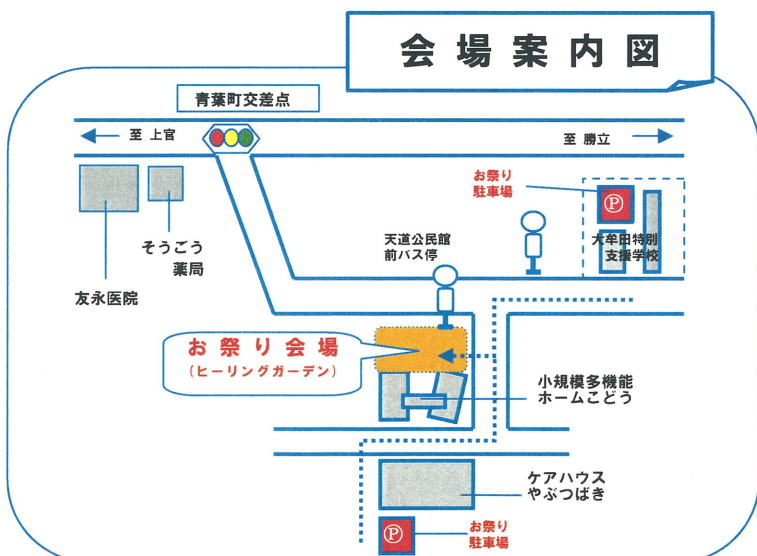 会場案内図
青葉町交差点
至 上官
至 勝立
お祭り
駐車場
P
大牟田特別
支援学校
天道公民館
前バス停
そうごう
薬局
友永医院
お祭り会場
(ヒーリングガーデン)
小規模多機能
ホームこどう
ケアハウス
やぶつばき
P
お祭り
駐車場